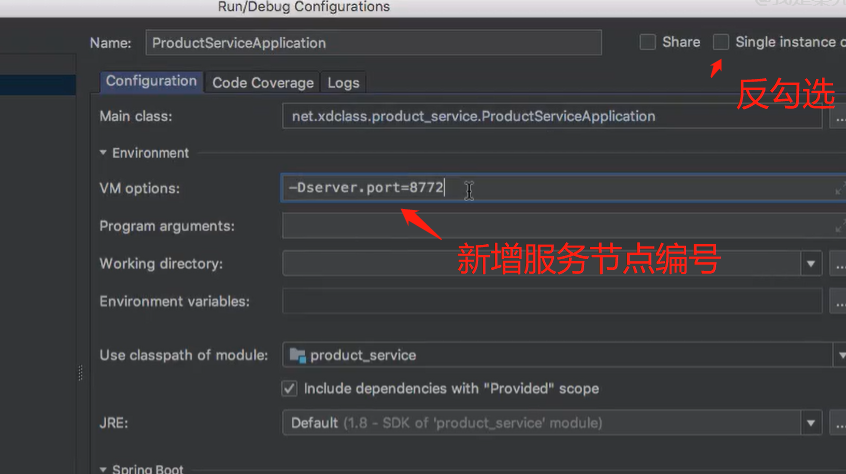 Run/Debug Configurations
Name: ProductServiceApplication Share Single instance o
反勾选
Configuration Code Coverage Logs
Main class: net.xdclass.product_service.ProductServiceApplication ...
Environment
VM options: -Dserver.port=8772
Program arguments:
新增服务节点编号
Working directory: ...
Environment variables: ...
Use classpath of module: product_service
Include dependencies with "Provided" scope
JRE: Default (1.8 - SDK of 'product_service' module) ...
Spring Boot